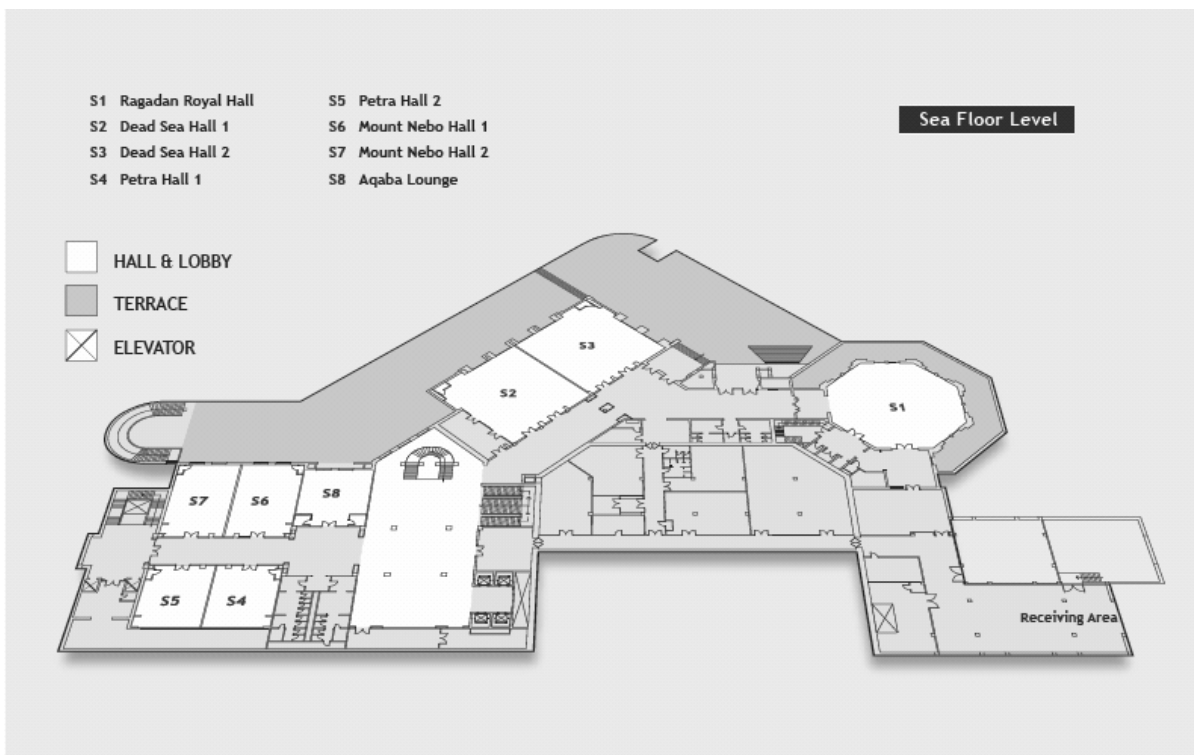 S1 Ragadan Royal Hall
S2 Dead Sea Hall 1
S3 Dead Sea Hall 2
S4 Petra Hall 1
S5 Petra Hall 2
S6 Mount Nebo Hall 1
S7 Mount Nebo Hall 2
S8 Aqaba Lounge
Sea Floor Level
HALL & LOBBY
TERRACE
ELEVATOR
S3
S2
S1
S7
S6
S8
S5
S4
Receiving Area